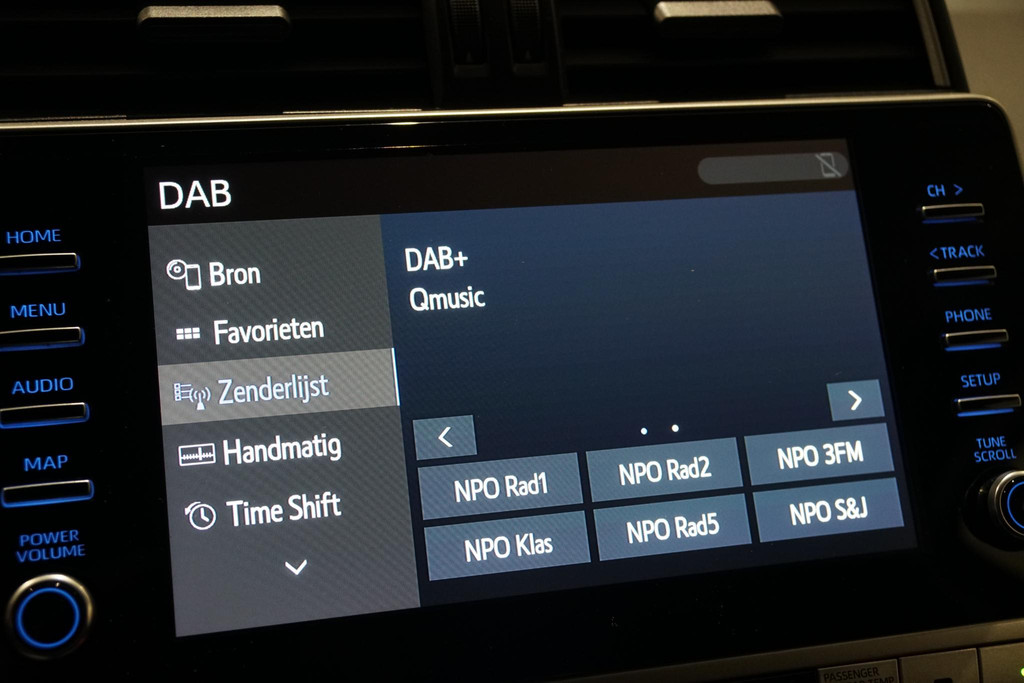 DAB
HOME
MENU
AUDIO
MAP
POWER
VOLUME
Bron
Favorieten
Zenderlijst
Handmatig
Time Shift
DAB+
Qmusic
<
>
NPO Rad1
NPO Rad2
NPO 3FM
NPO Klas
NPO Rad5
NPO S&J
CH >
< TRACK
PHONE
SETUP
TUNE
SCROLL
PASSENGER
TEMP